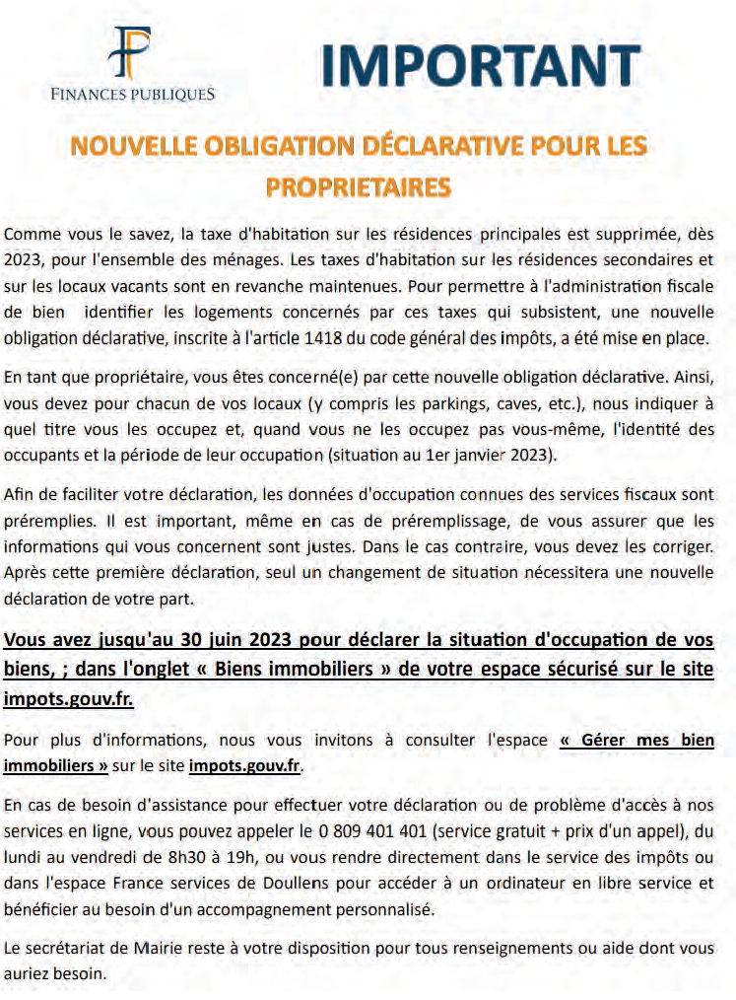 FINANCES PUBLIQUES
IMPORTANT
NOUVELLE OBLIGATION DÉCLARATIVE POUR LES
PROPRIETAIRES
Comme vous le savez, la taxe d'habitation sur les résidences principales est supprimée, dès
2023, pour l'ensemble des ménages. Les taxes d'habitation sur les résidences secondaires et
sur les locaux vacants sont en revanche maintenues. Pour permettre à l'administration fiscale
de bien identifier les logements concernés par ces taxes qui subsistent, une nouvelle
obligation déclarative, inscrite à l'article 1418 du code général des impôts, a été mise en place.
En tant que propriétaire, vous êtes concerné(e) par cette nouvelle obligation déclarative. Ainsi,
vous devez pour chacun de vos locaux (y compris les parkings, caves, etc.), nous indiquer à
quel titre vous les occupez et, quand vous ne les occupez pas vous-même, l'identité des
occupants et la période de leur occupation (situation au 1er janvier 2023).
Afin de faciliter votre déclaration, les données d'occupation connues des services fiscaux sont
préremplies. Il est important, même en cas de préremplissage, de vous assurer que les
informations qui vous concernent sont justes. Dans le cas contraire, vous devez les corriger.
Après cette première déclaration, seul un changement de situation nécessitera une nouvelle
déclaration de votre part.
Vous avez jusqu'au 30 juin 2023 pour déclarer la situation d'occupation de vos
biens, ; dans l'onglet « Biens immobiliers » de votre espace sécurisé sur le site
impots.gouv.fr.
Pour plus d'informations, nous vous invitons à consulter l'espace « Gérer mes bien
immobiliers » sur le site impots.gouv.fr.
En cas de besoin d'assistance pour effectuer votre déclaration ou de problème d'accès à nos
services en ligne, vous pouvez appeler le 0 809 401 401 (service gratuit + prix d'un appel), du
lundi au vendredi de 8h30 à 19h, ou vous rendre directement dans le service des impôts ou
dans l'espace France services de Doullens pour accéder à un ordinateur en libre service et
bénéficier au besoin d'un accompagnement personnalisé.
Le secrétariat de Mairie reste à votre disposition pour tous renseignements ou aide dont vous
auriez besoin.